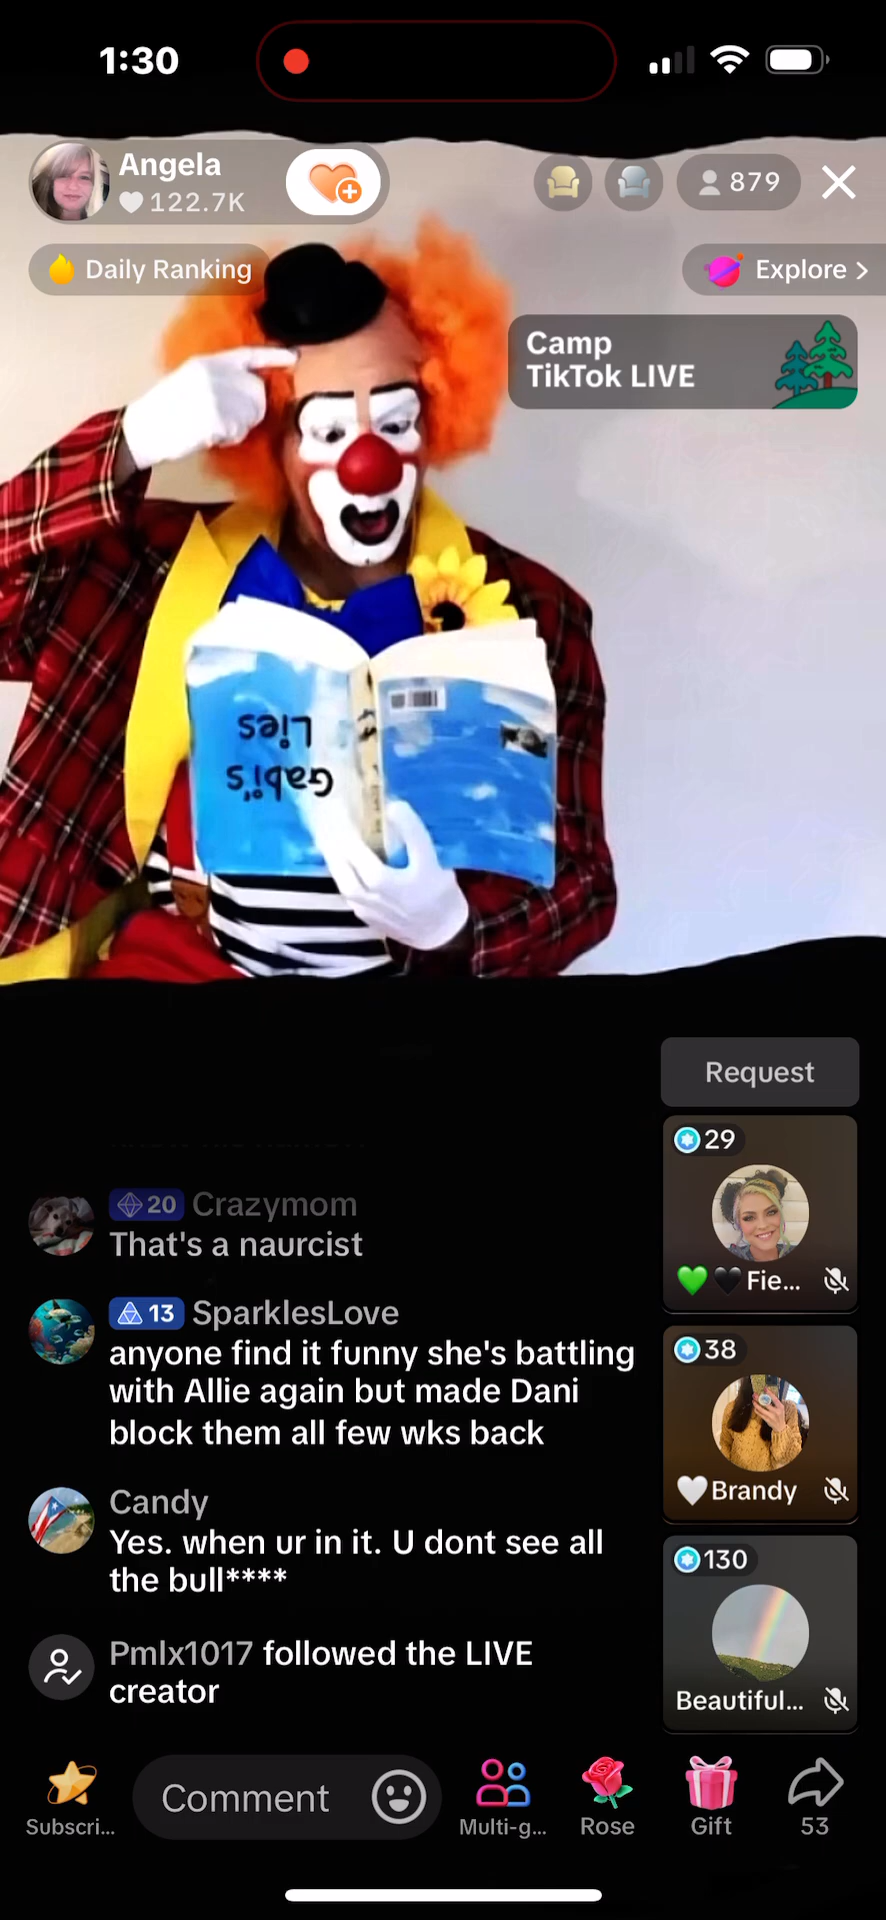 1:30
Angela
122.7K
879
Daily Ranking
Explore >
Camp
TikTok LIVE
Gabi's
Lies
Request
29
Fie...
20 Crazymom
That's a naurcist
13 SparklesLove
anyone find it funny she's battling
with Allie again but made Dani
block them all few wks back
38
Brandy
Candy
Yes. when ur in it. U dont see all
the bull****
130
Beautiful...
Pmlx1017 followed the LIVE
creator
Subscri...
Comment
Multi-g...
Rose
Gift
53